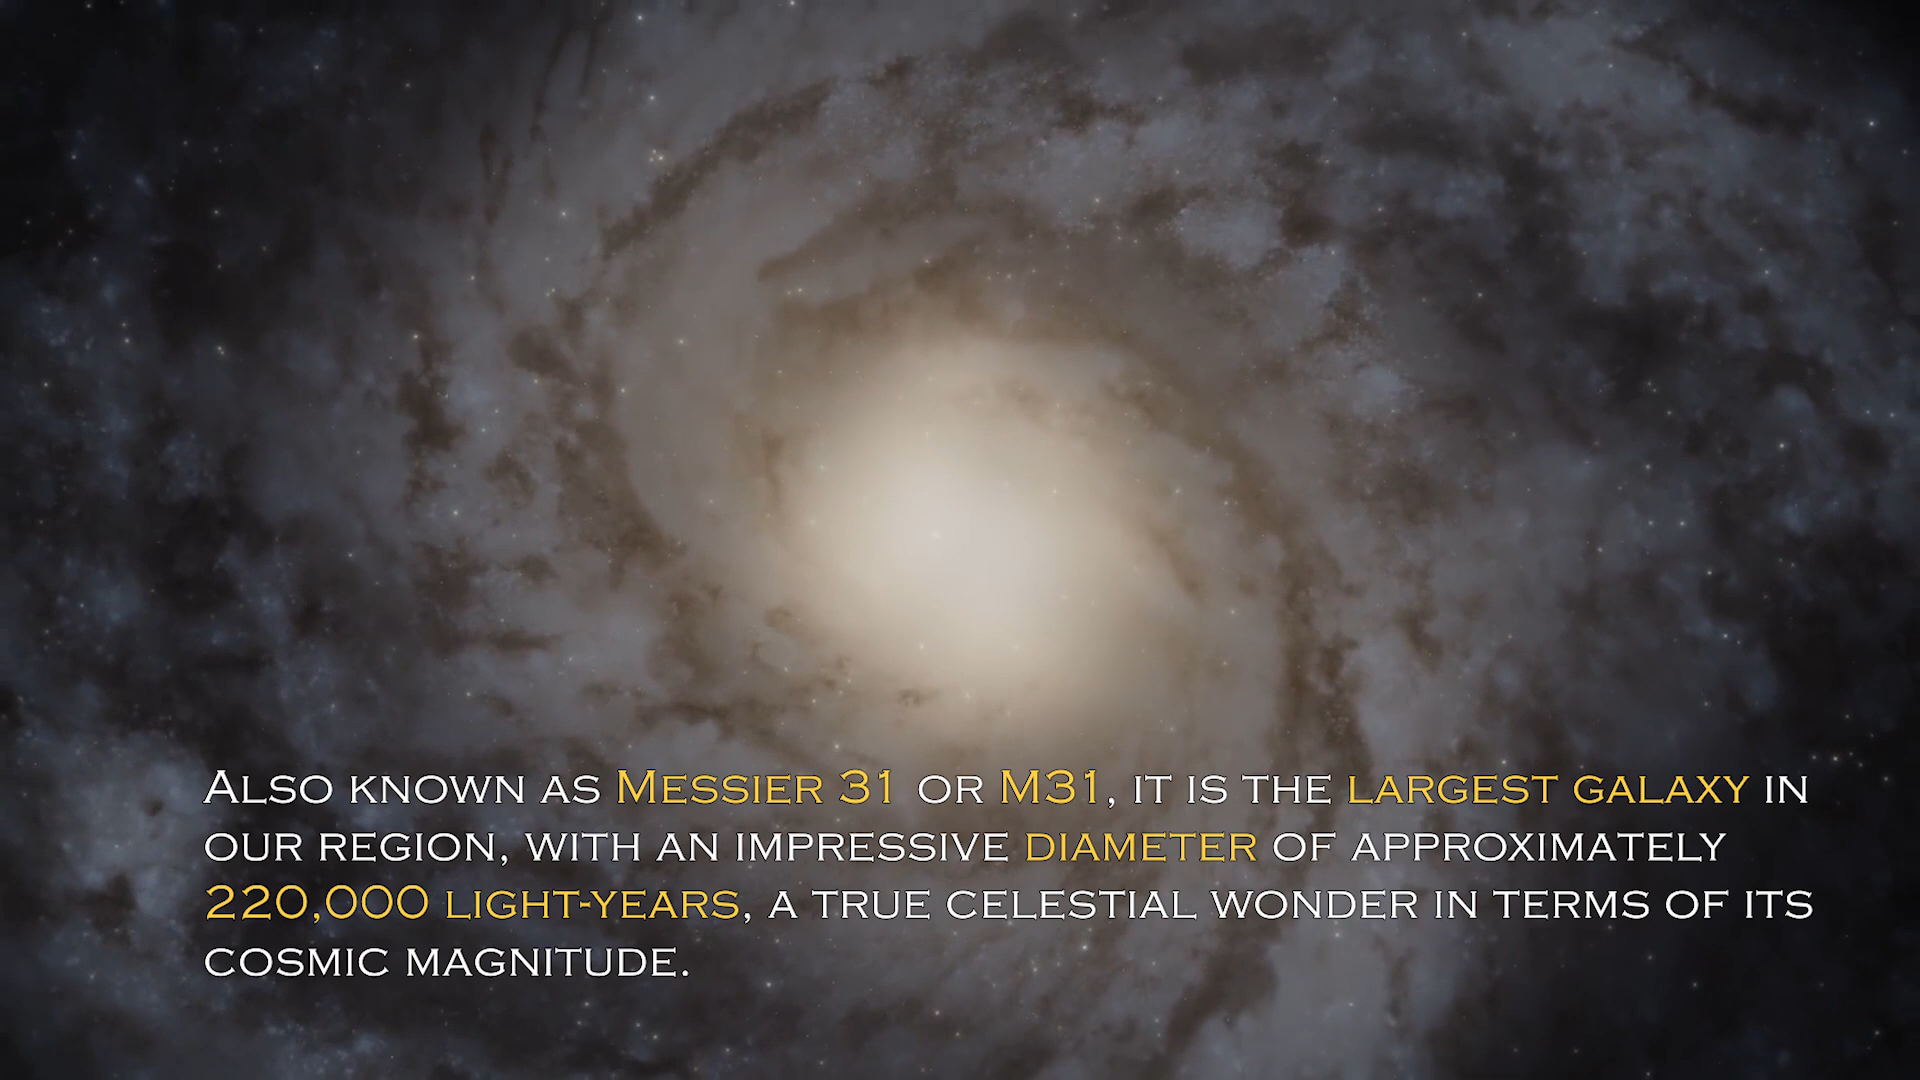 Also known as Messier 31 or M31, it is the largest galaxy in
our region, with an impressive diameter of approximately
220,000 light-years, a true celestial wonder in terms of its
cosmic magnitude.